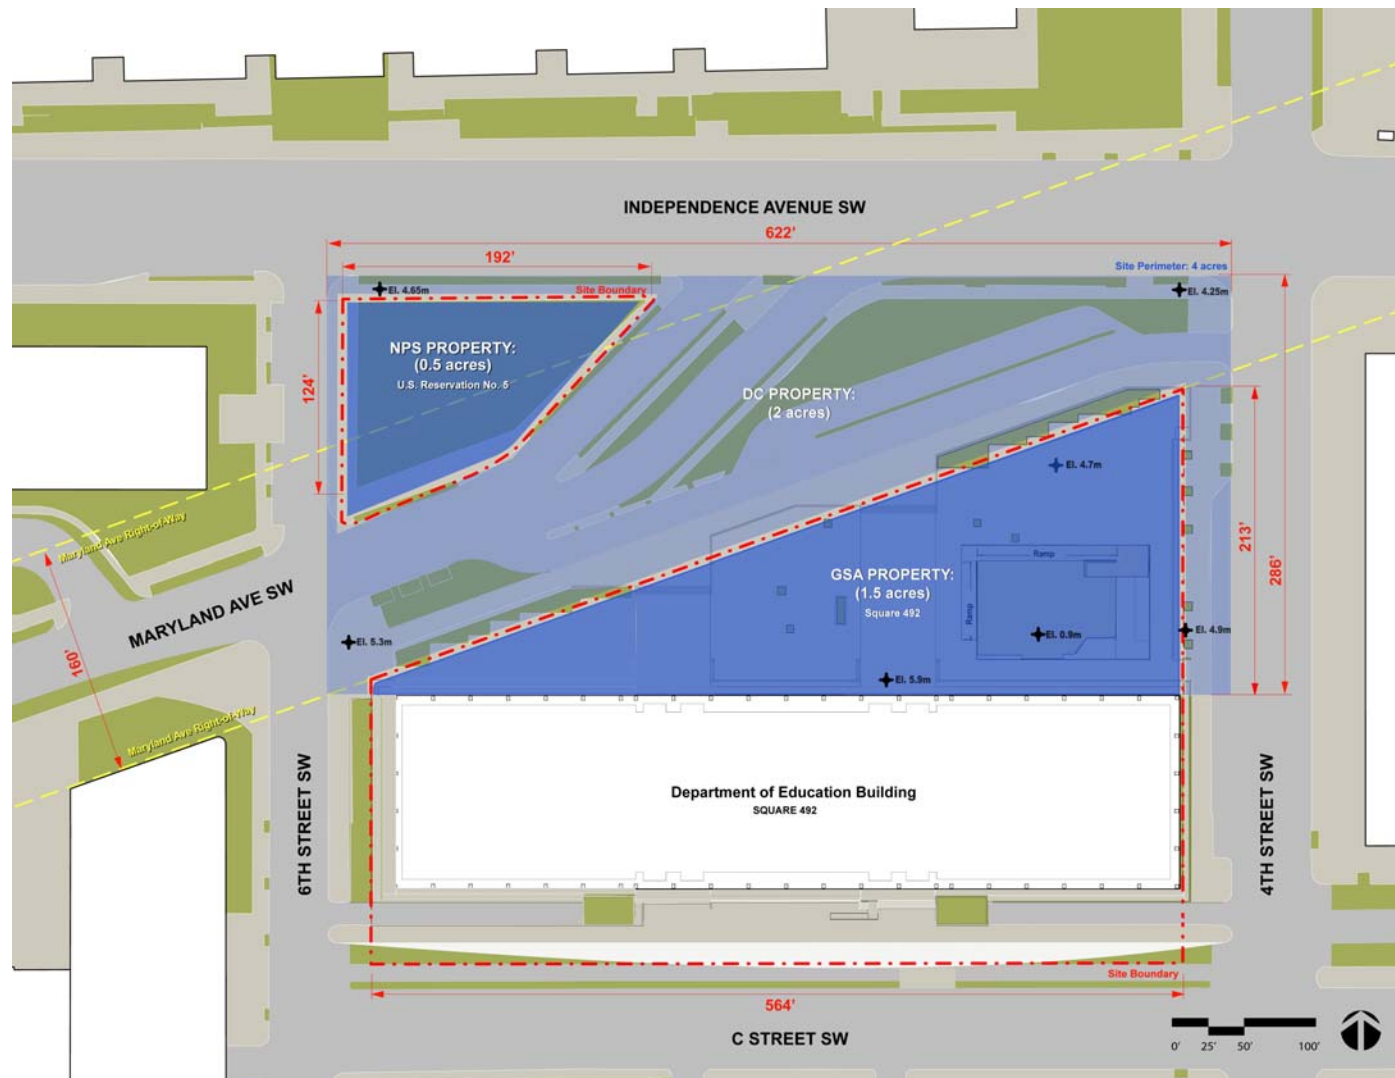 INDEPENDENCE AVENUE SW
622'
192'
Site Perimeter: 4 acres
El. 4.65m
Site Boundary
El. 4.25m
NPS PROPERTY:
(0.5 acres)
U.S. Reservation No. 5
124'
DC PROPERTY:
(2 acres)
El. 4.7m
213'
286'
Maryland Ave Right-of-Way
MARYLAND AVE SW
160'
Ramp
Ramp
GSA PROPERTY:
(1.5 acres)
Square 492
El. 5.3m
El. 0.9m
El. 4.9m
El. 5.9m
Maryland Ave Right-of-Way
6TH STREET SW
Department of Education Building
SQUARE 492
4TH STREET SW
Site Boundary
564'
C STREET SW
0' 25' 50' 100'